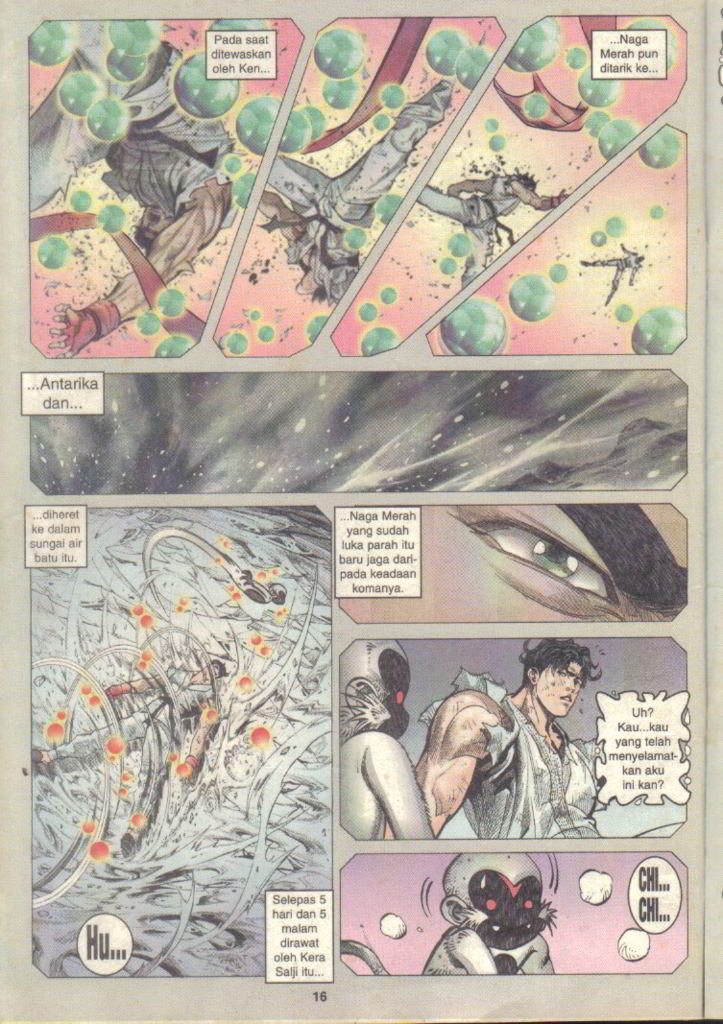 Pada saat
ditewaskan
oleh Ken...
...Naga
Merah pun
ditarik ke...
...Antarika
dan...
...diheret
ke dalam
sungai air
batu itu.
...Naga Merah
yang sudah
luka parah itu
baru jaga dari-
pada keadaan
komanya.
Uh?
Kau...kau
yang telah
menyelamat-
kan aku
ini kan?
Hu...
Selepas 5
hari dan 5
malam
dirawat
oleh Kera
Salji itu...
CHI...
CHI...
16